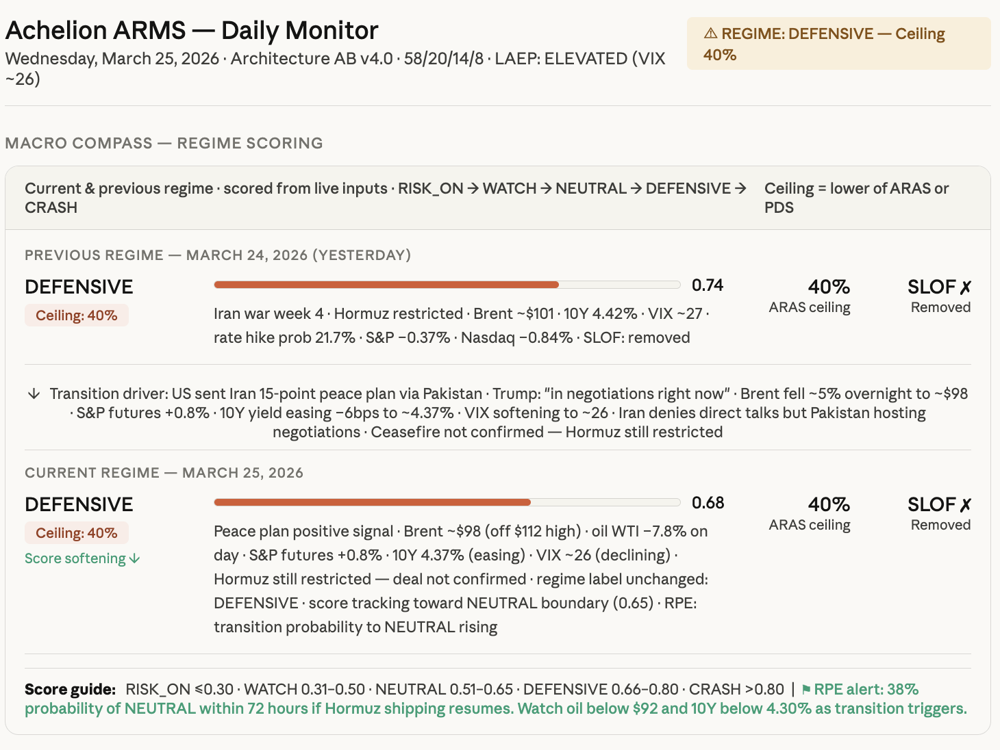 Achelion ARMS — Daily Monitor
Wednesday, March 25, 2026 · Architecture AB v4.0 · 58/20/14/8 · LAEP: ELEVATED (VIX
~26)
⚠ REGIME: DEFENSIVE — Ceiling
40%
MACRO COMPASS — REGIME SCORING
Current & previous regime · scored from live inputs · RISK_ON → WATCH → NEUTRAL → DEFENSIVE →
CRASH
Ceiling = lower of ARAS or
PDS
PREVIOUS REGIME — MARCH 24, 2026 (YESTERDAY)
DEFENSIVE
Ceiling: 40%
0.74
Iran war week 4 · Hormuz restricted · Brent ~$101 · 10Y 4.42% · VIX ~27 ·
rate hike prob 21.7% · S&P −0.37% · Nasdaq −0.84% · SLOF: removed
40%
ARAS ceiling
SLOF ✗
Removed
↓ Transition driver: US sent Iran 15-point peace plan via Pakistan · Trump: "in negotiations right now" · Brent fell ~5% overnight to ~$98
· S&P futures +0.8% · 10Y yield easing −6bps to ~4.37% · VIX softening to ~26 · Iran denies direct talks but Pakistan hosting
negotiations · Ceasefire not confirmed — Hormuz still restricted
CURRENT REGIME — MARCH 25, 2026
DEFENSIVE
Ceiling: 40%
Score softening ↓
0.68
Peace plan positive signal · Brent ~$98 (off $112 high) · oil WTI −7.8% on
day · S&P futures +0.8% · 10Y 4.37% (easing) · VIX ~26 (declining) ·
Hormuz still restricted — deal not confirmed · regime label unchanged:
DEFENSIVE · score tracking toward NEUTRAL boundary (0.65) · RPE:
transition probability to NEUTRAL rising
40%
ARAS ceiling
SLOF ✗
Removed
Score guide: RISK_ON ≤0.30 · WATCH 0.31–0.50 · NEUTRAL 0.51–0.65 · DEFENSIVE 0.66–0.80 · CRASH >0.80 | ⚑ RPE alert: 38%
probability of NEUTRAL within 72 hours if Hormuz shipping resumes. Watch oil below $92 and 10Y below 4.30% as transition triggers.